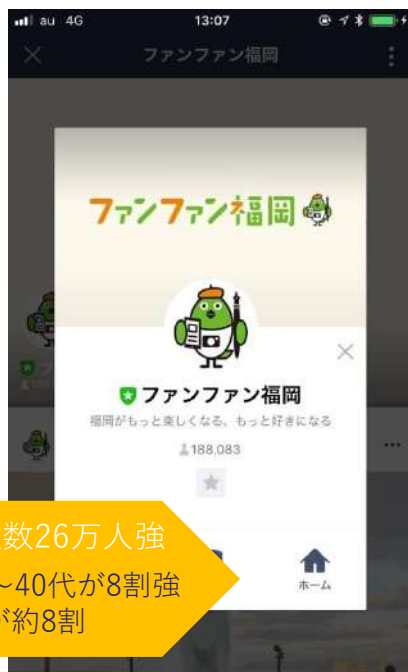 au 4G 13:07
ファンファン福岡
ファンファン福岡
ファンファン福岡
福岡がもっと楽しくなる、もっと好きになる
188,083
数26万人強
~40代が8割強
ホーム
が約8割